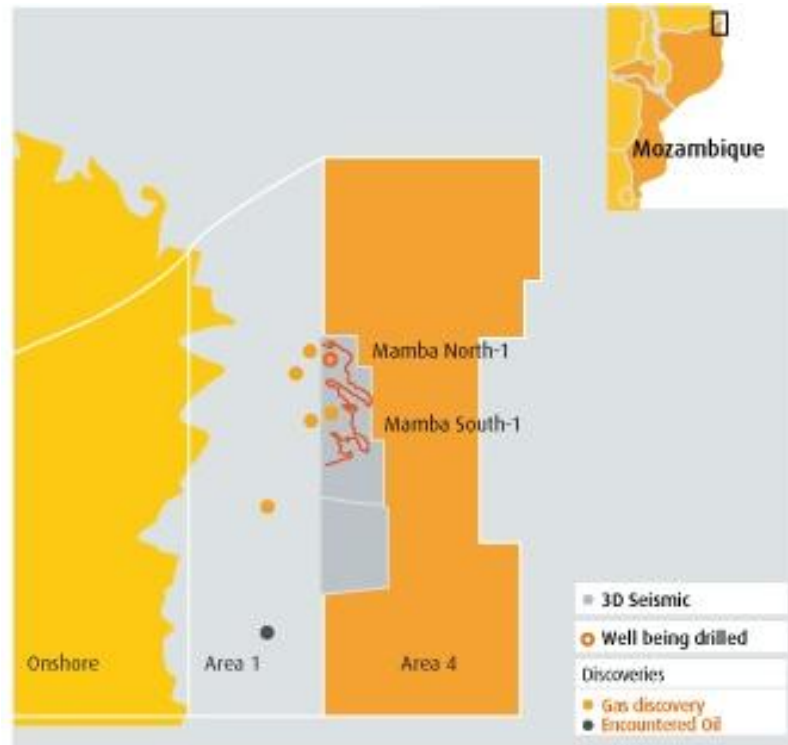 Mozambique
Mamba North-1
Mamba South-1
Onshore
Area 1
Area 4
3D Seismic
Well being drilled
Discoveries
Gas discovery
Encountered Oil